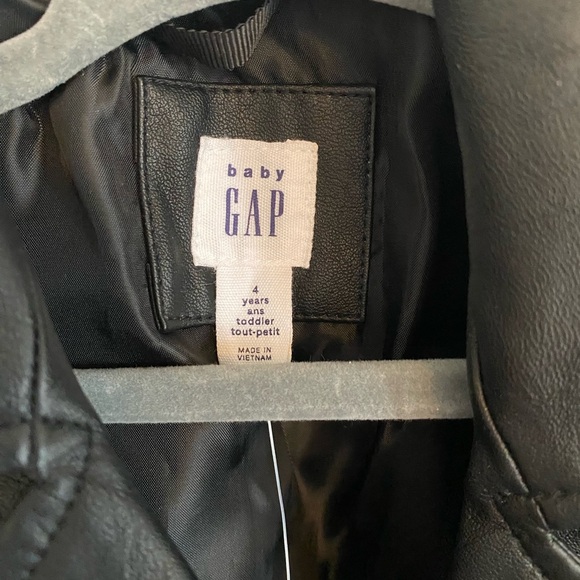 baby
GAP
4
years
ans
toddler
tout-petit
MADE IN
VIETNAM